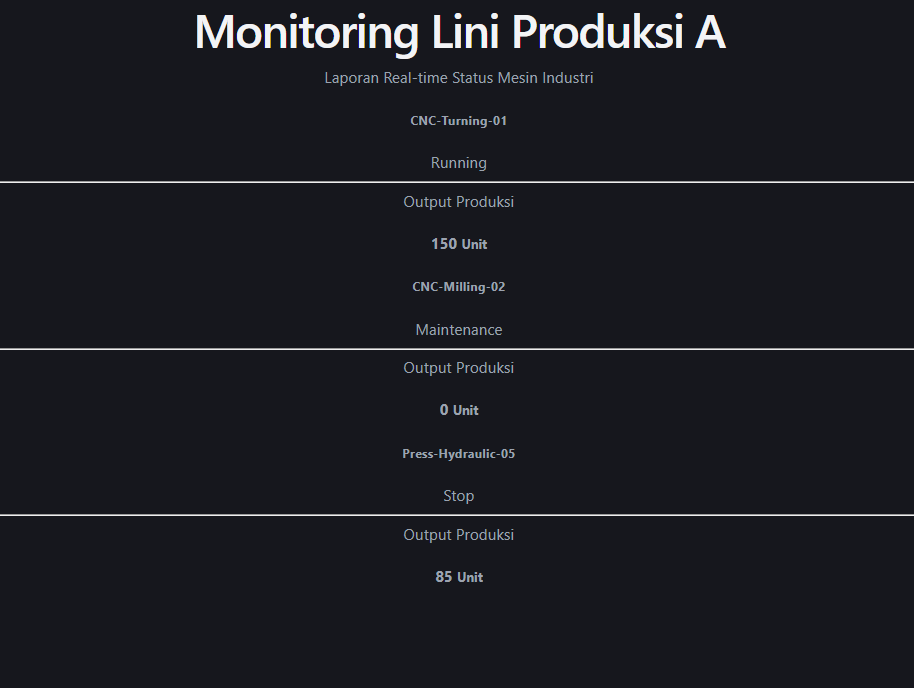 Monitoring Lini Produksi A
Laporan Real-time Status Mesin Industri
CNC-Turning-01
Running
Output Produksi
150 Unit
CNC-Milling-02
Maintenance
Output Produksi
0 Unit
Press-Hydraulic-05
Stop
Output Produksi
85 Unit